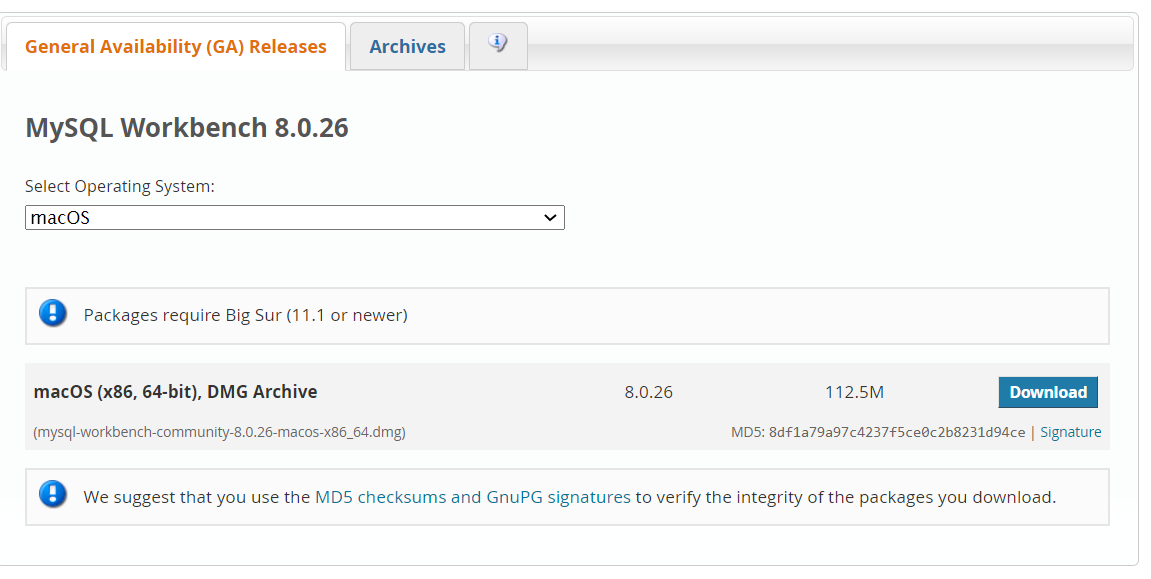 General Availability (GA) Releases
Archives
MySQL Workbench 8.0.26
Select Operating System:
macOS
Packages require Big Sur (11.1 or newer)
macOS (x86, 64-bit), DMG Archive 8.0.26 112.5M Download
(mysql-workbench-community-8.0.26-macos-x86_64.dmg) MD5: 8df1a79a97c4237f5ce0c2b8231d94ce | Signature
We suggest that you use the MD5 checksums and GnuPG signatures to verify the integrity of the packages you download.